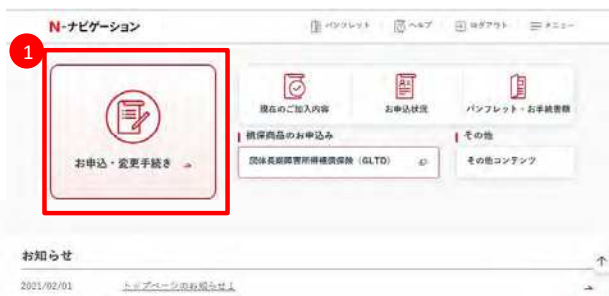 N-ナビゲーション
パンフレット
ヘルプ
ログアウト
メニュー
1
お申込・変更手続き
現在のご加入内容
お申込状況
パンフレット・お手続書類
損保商品のお申込み
その他
団体長期障害所得補償保険（GLTD）
その他コンテンツ
お知らせ
2021/02/01
トップページのお知らせ１